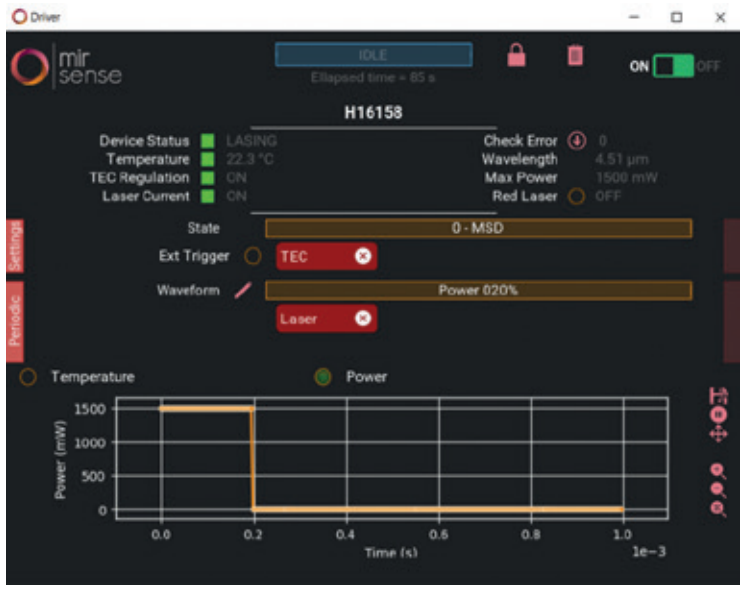 Driver
mir
sense
IDLE
Ellapsed time = 85 s
ON
OFF
H16158
Device Status LASING
Temperature 22.3 °C
TEC Regulation ON
Laser Current ON
Check Error 0
Wavelength 4.51 µm
Max Power 1500 mW
Red Laser OFF
Settings
Periodic
State 0 - MSD
Ext Trigger TEC
Waveform Power 020%
Laser
Temperature
Power
Power (mW)
1500
1000
500
0
0.0 0.2 0.4 0.6 0.8 1.0
Time (s)
1e-3